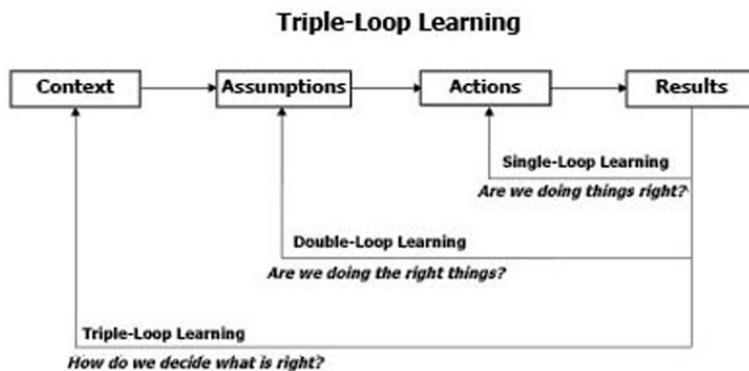 Triple-Loop Learning
Context
Assumptions
Actions
Results
Single-Loop Learning
Are we doing things right?
Double-Loop Learning
Are we doing the right things?
Triple-Loop Learning
How do we decide what is right?